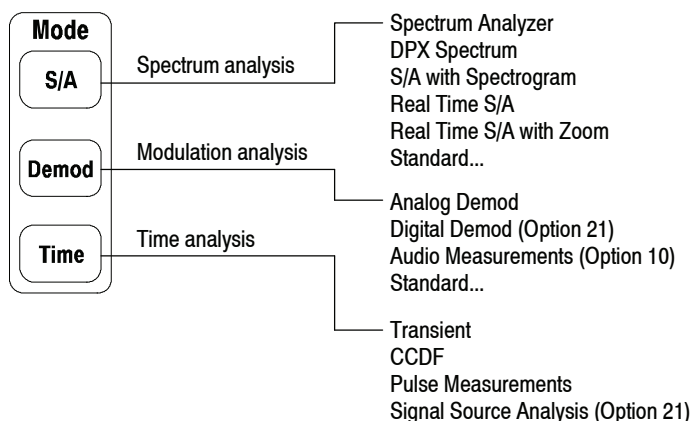 Mode
S/A
Spectrum analysis
Spectrum Analyzer
DPX Spectrum
S/A with Spectrogram
Real Time S/A
Real Time S/A with Zoom
Standard...
Demod
Modulation analysis
Analog Demod
Digital Demod (Option 21)
Audio Measurements (Option 10)
Standard...
Time
Time analysis
Transient
CCDF
Pulse Measurements
Signal Source Analysis (Option 21)